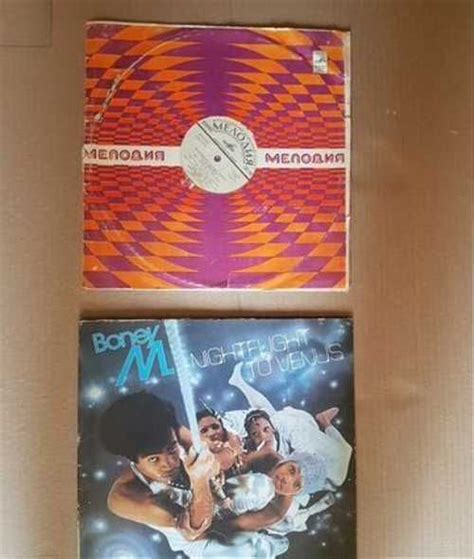 МЕЛОДИЯ
МЕЛОДИЯ МЕЛОДИЯ
Boney M.
NIGHTFLIGHT
TO VENUS